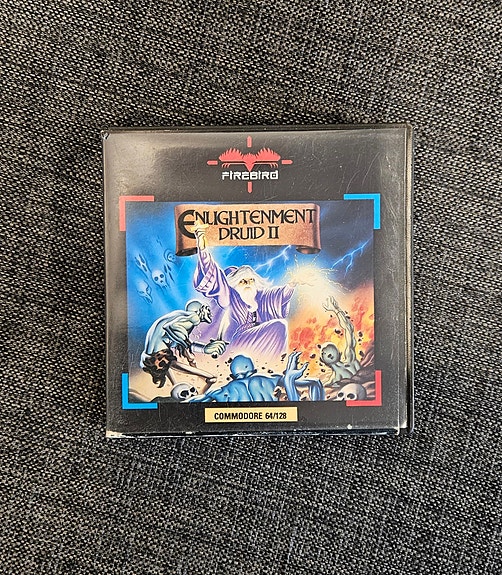 FIREBIRD
ENLIGHTENMENT
DRUID II
COMMODORE 64/128